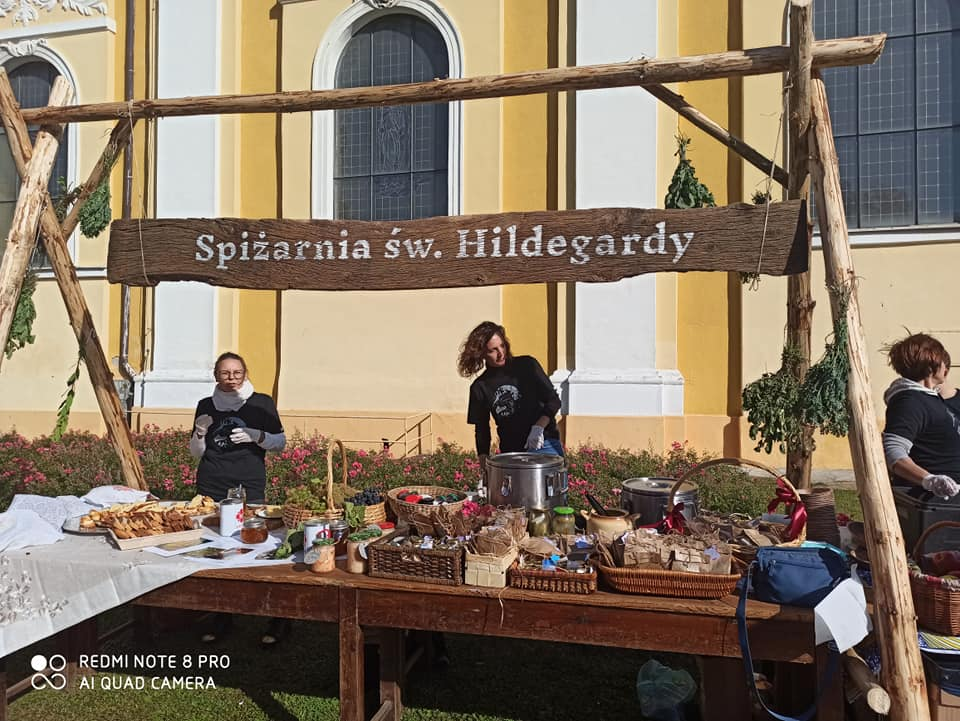 Spiżarnia św. Hildegardy
REDMI NOTE 8 PRO
AI QUAD CAMERA